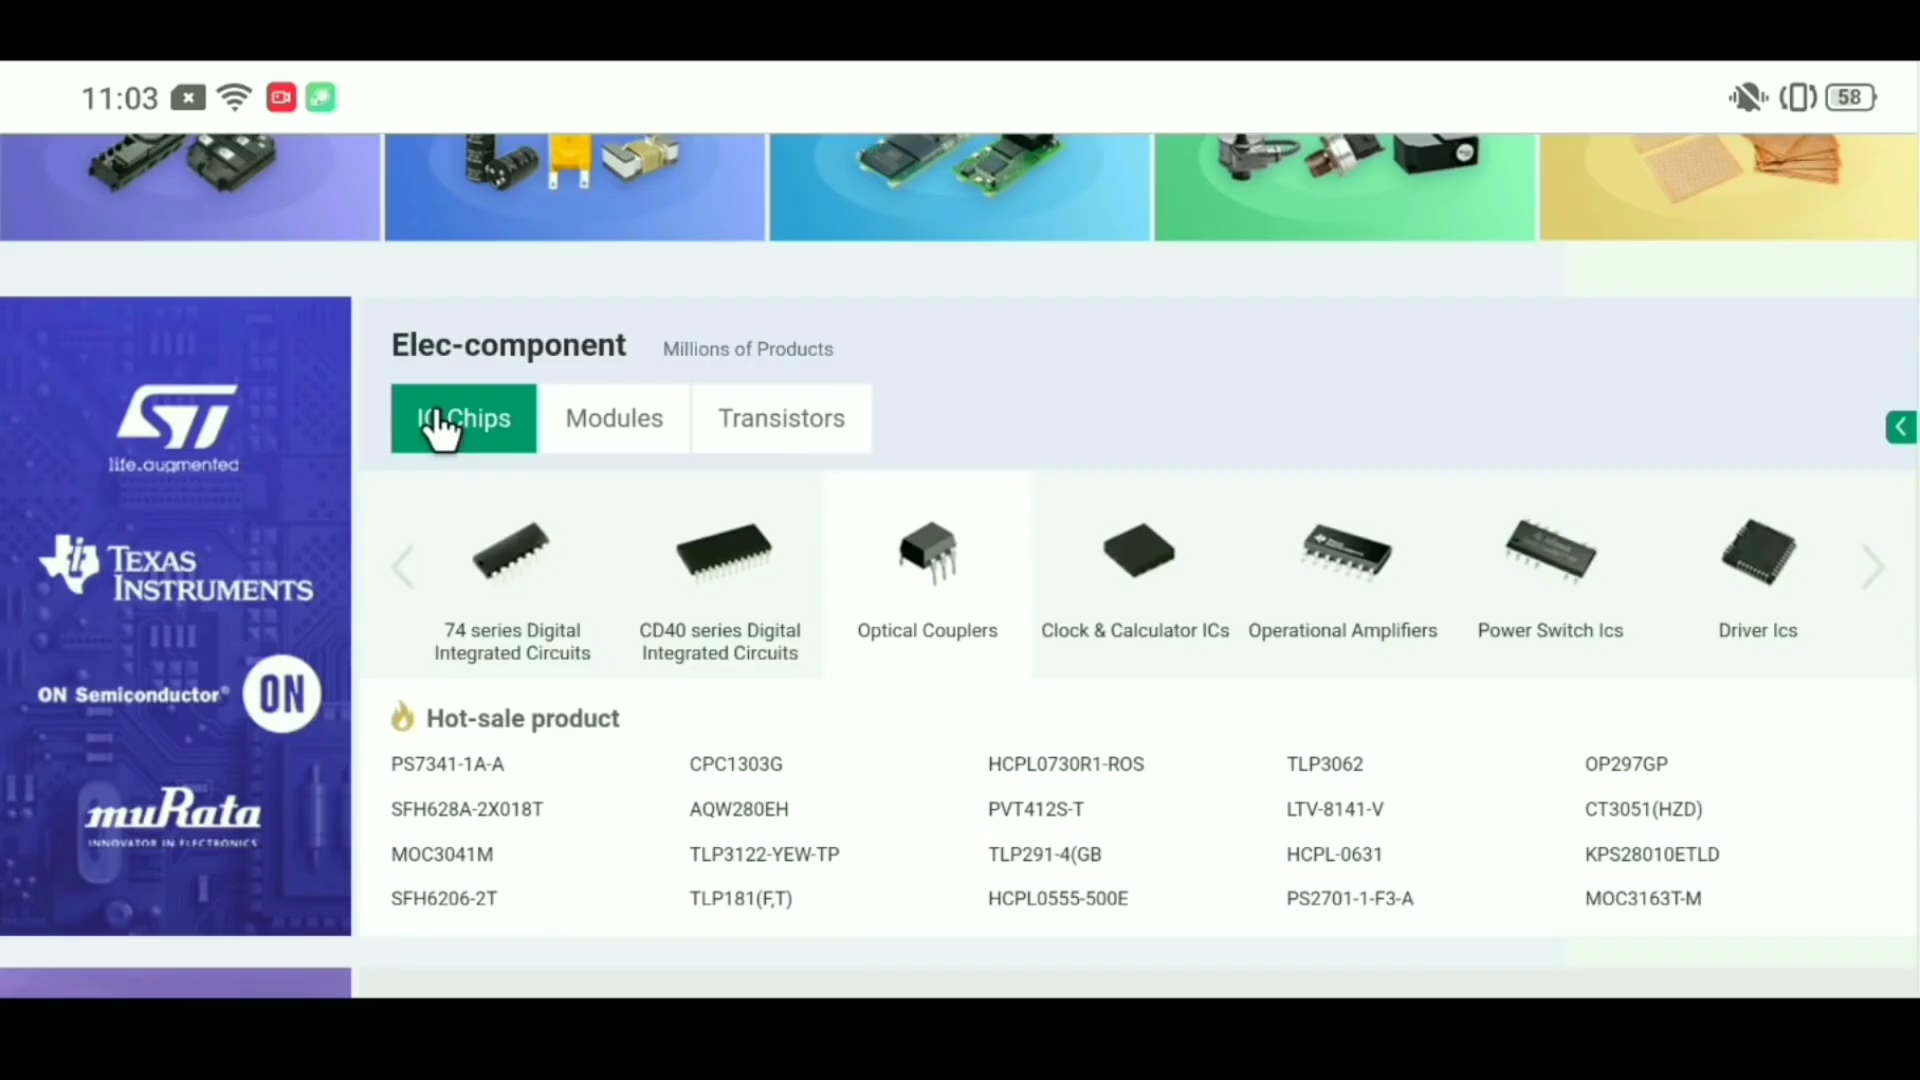 11:03
58
Elec-component Millions of Products
IC Chips Modules Transistors
life.augmented
TEXAS
INSTRUMENTS
ON Semiconductor® ON
muRata
INNOVATOR IN ELECTRONICS
74 series Digital
Integrated Circuits
CD40 series Digital
Integrated Circuits
Optical Couplers
Clock & Calculator ICs
Operational Amplifiers
Power Switch Ics
Driver Ics
Hot-sale product
PS7341-1A-A CPC1303G HCPL0730R1-ROS TLP3062 OP297GP
SFH628A-2X018T AQW280EH PVT412S-T LTV-8141-V CT3051(HZD)
MOC3041M TLP3122-YEW-TP TLP291-4(GB HCPL-0631 KPS28010ETLD
SFH6206-2T TLP181(F,T) HCPL0555-500E PS2701-1-F3-A MOC3163T-M